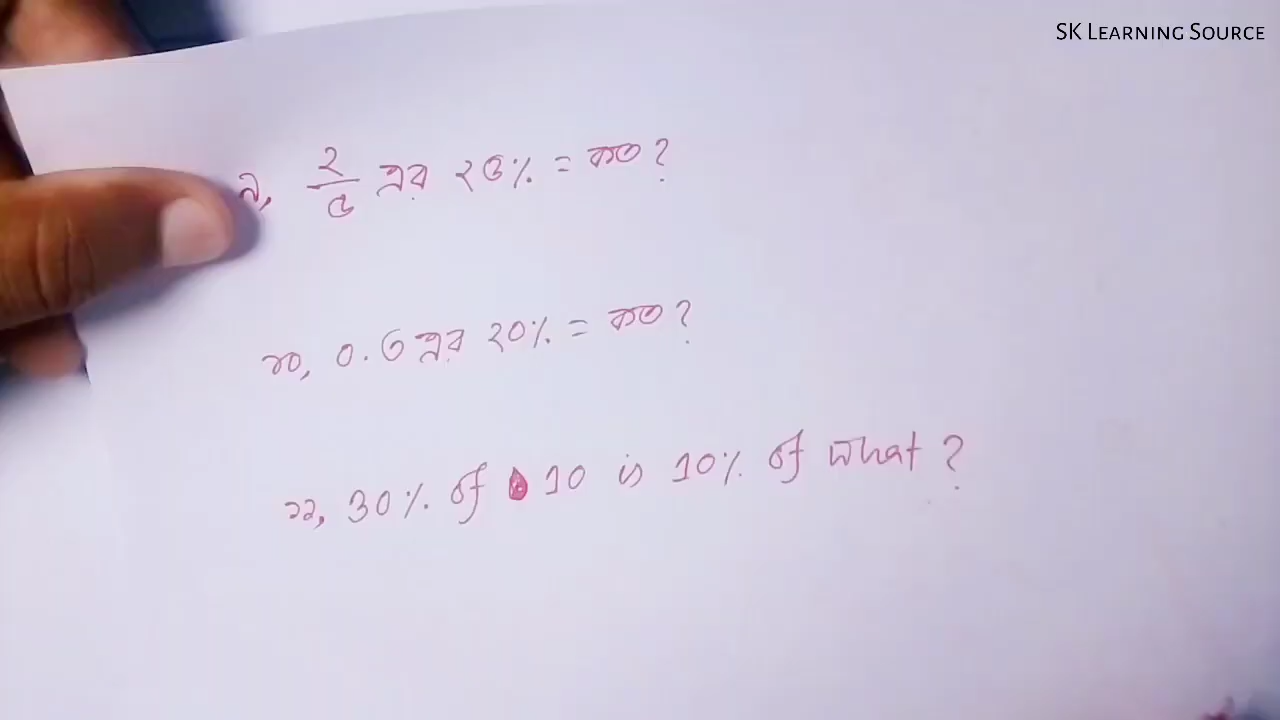 SK Learning Source
৯, ২/৫ এর ২৫% = কত?
১০, ০.৫ এর ২০% = কত?
১১, 30% of 10 is 10% of what?